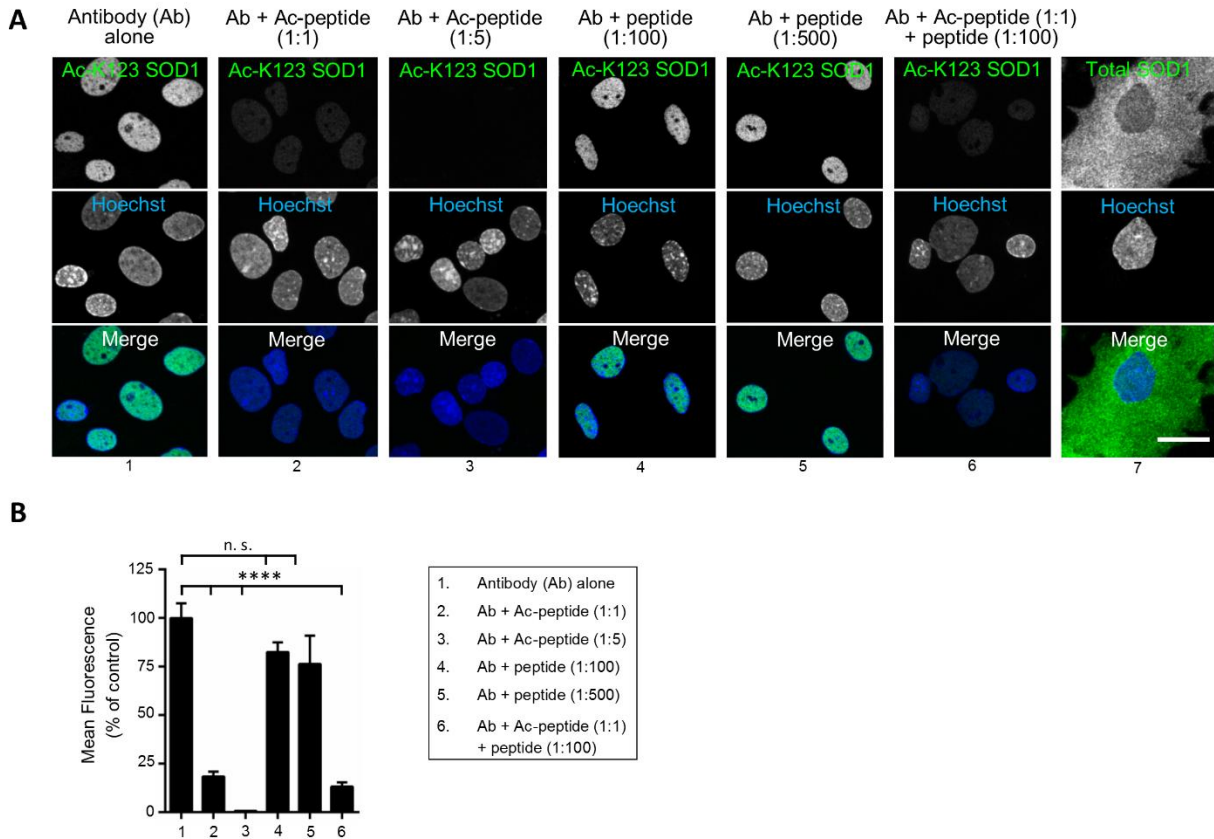 A
Antibody (Ab)
alone
Ab + Ac-peptide
(1:1)
Ab + Ac-peptide
(1:5)
Ab + peptide
(1:100)
Ab + peptide
(1:500)
Ab + Ac-peptide (1:1)
+ peptide (1:100)
Ac-K123 SOD1
Ac-K123 SOD1
Ac-K123 SOD1
Ac-K123 SOD1
Ac-K123 SOD1
Ac-K123 SOD1
Total SOD1
Hoechst
Hoechst
Hoechst
Hoechst
Hoechst
Hoechst
Hoechst
Merge
Merge
Merge
Merge
Merge
Merge
Merge
1
2
3
4
5
6
7
B
n. s.
****
Mean Fluorescence
(% of control)
125
100
75
50
25
0
1
2
3
4
5
6
1. Antibody (Ab) alone
2. Ab + Ac-peptide (1:1)
3. Ab + Ac-peptide (1:5)
4. Ab + peptide (1:100)
5. Ab + peptide (1:500)
6. Ab + Ac-peptide (1:1)
+ peptide (1:100)